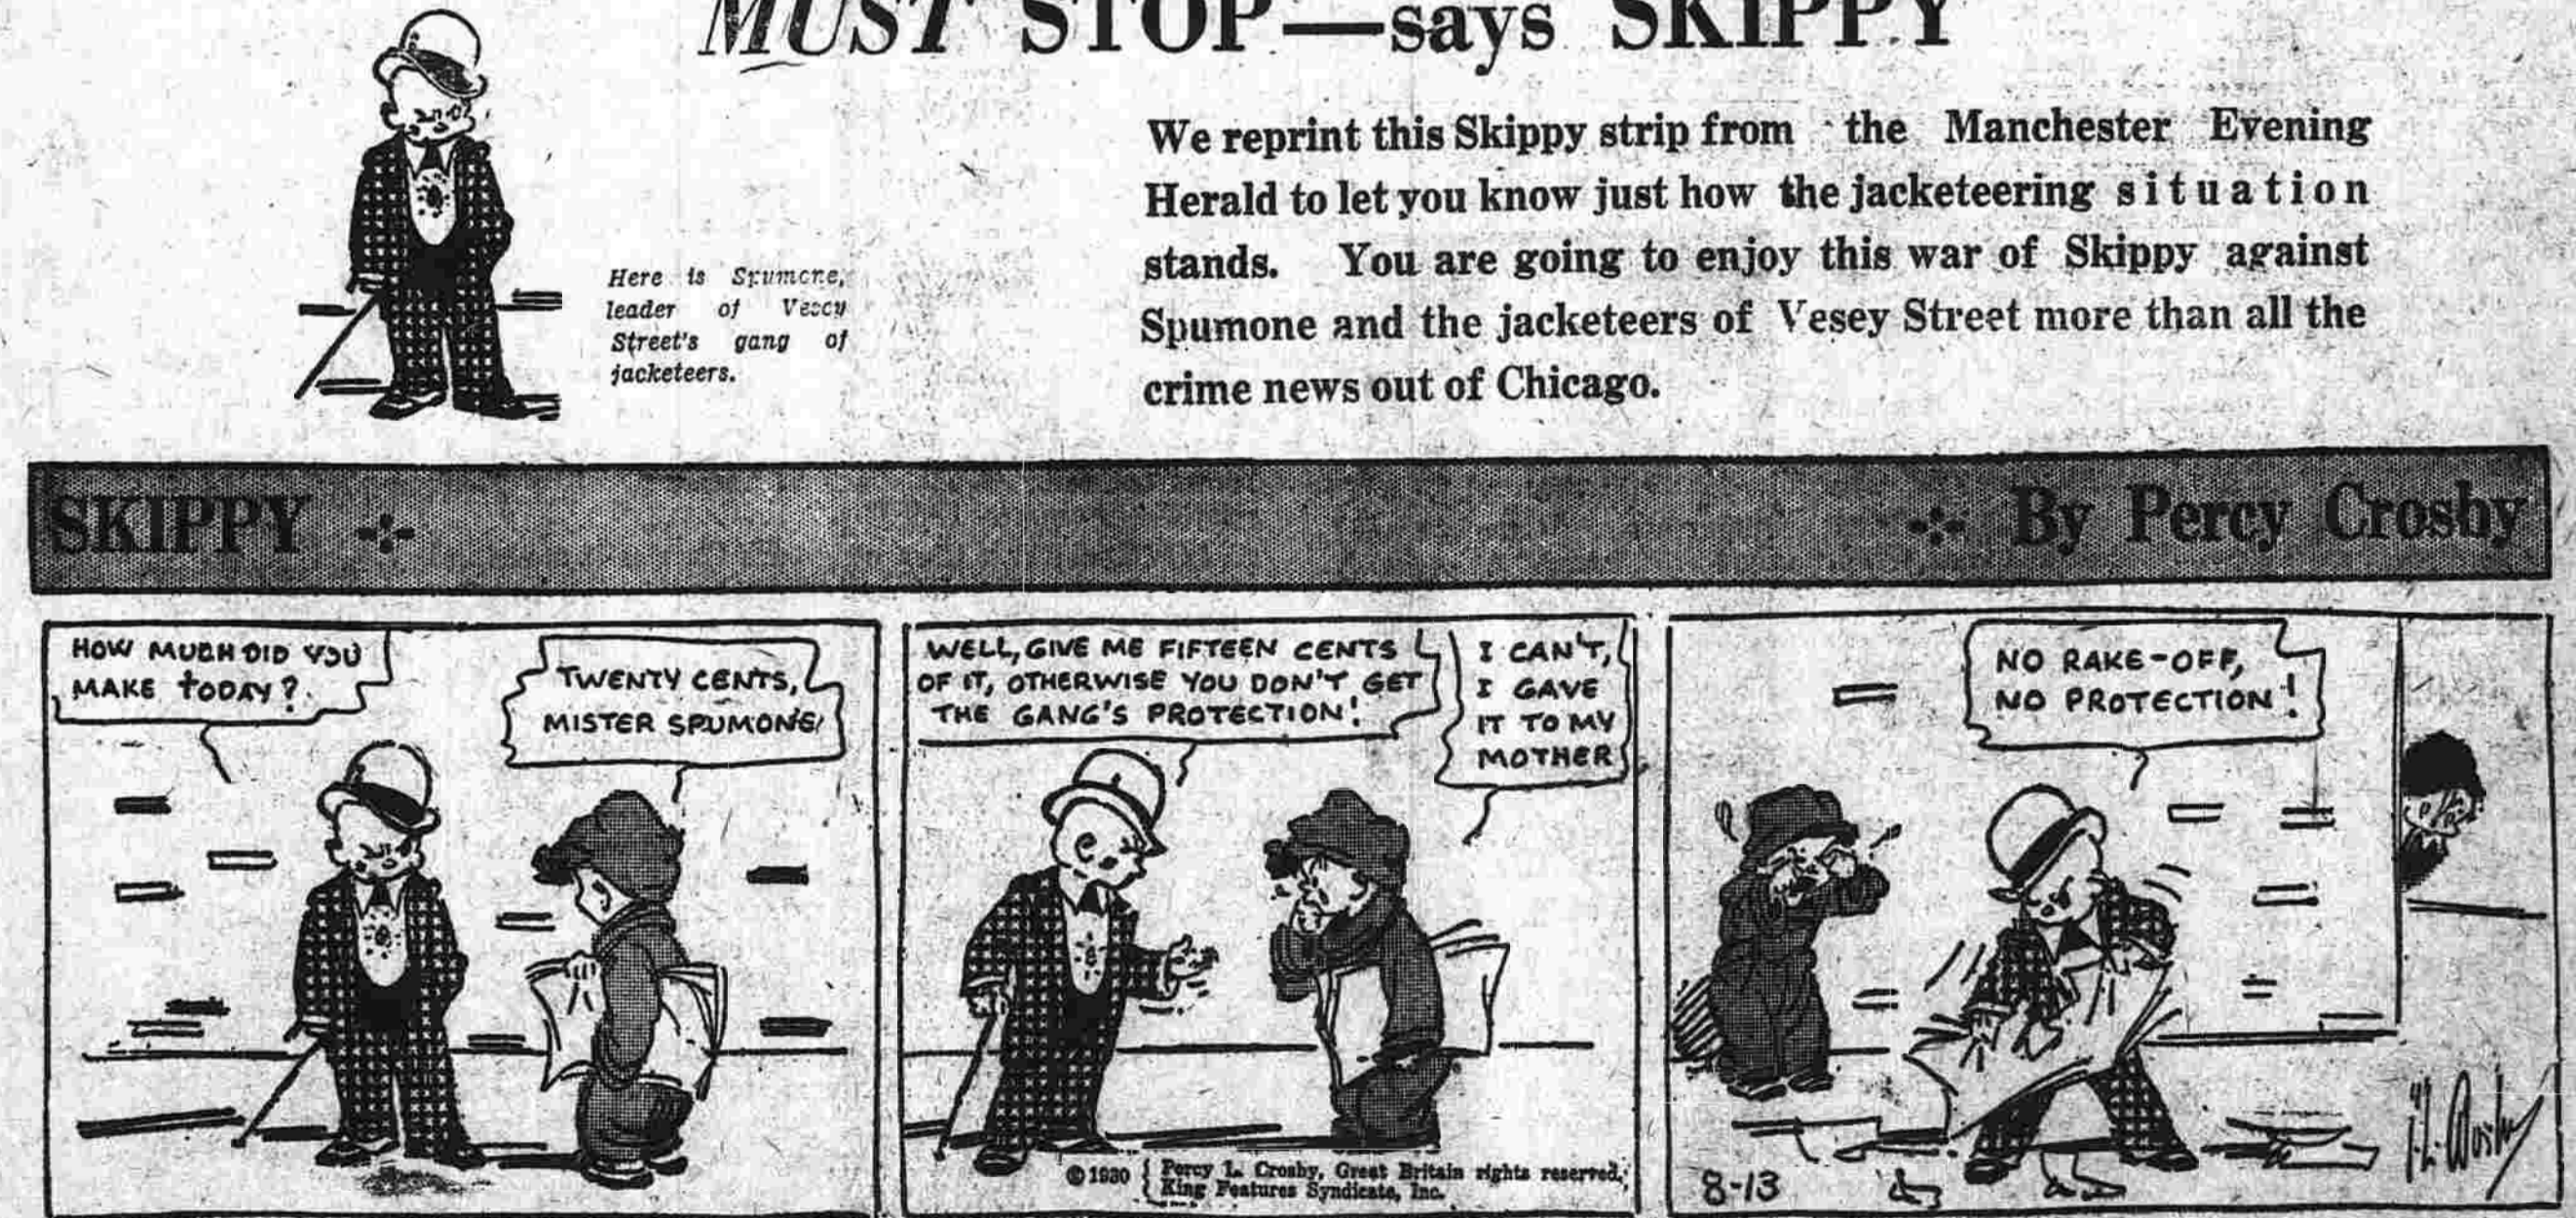 MUST STOP—says SKIPPY
We reprint this Skippy strip from the Manchester Evening
Herald to let you know just how the jacketeering situation
stands. You are going to enjoy this war of Skippy against
Spumone and the jacketeers of Vesey Street more than all the
crime news out of Chicago.
Here is Spumone,
leader of Vesey
Street's gang of
jacketeers.
SKIPPY
By Percy Crosby
HOW MUCH DID YOU
MAKE TODAY?
TWENTY CENTS,
MISTER SPUMONE!
WELL, GIVE ME FIFTEEN CENTS
OF IT, OTHERWISE YOU DON'T GET
THE GANG'S PROTECTION!
I CAN'T,
I GAVE
IT TO MY
MOTHER
©1930 Percy L. Crosby, Great Britain rights reserved,
King Features Syndicate, Inc.
NO RAKE-OFF,
NO PROTECTION!
8-13
P.L. Crosby